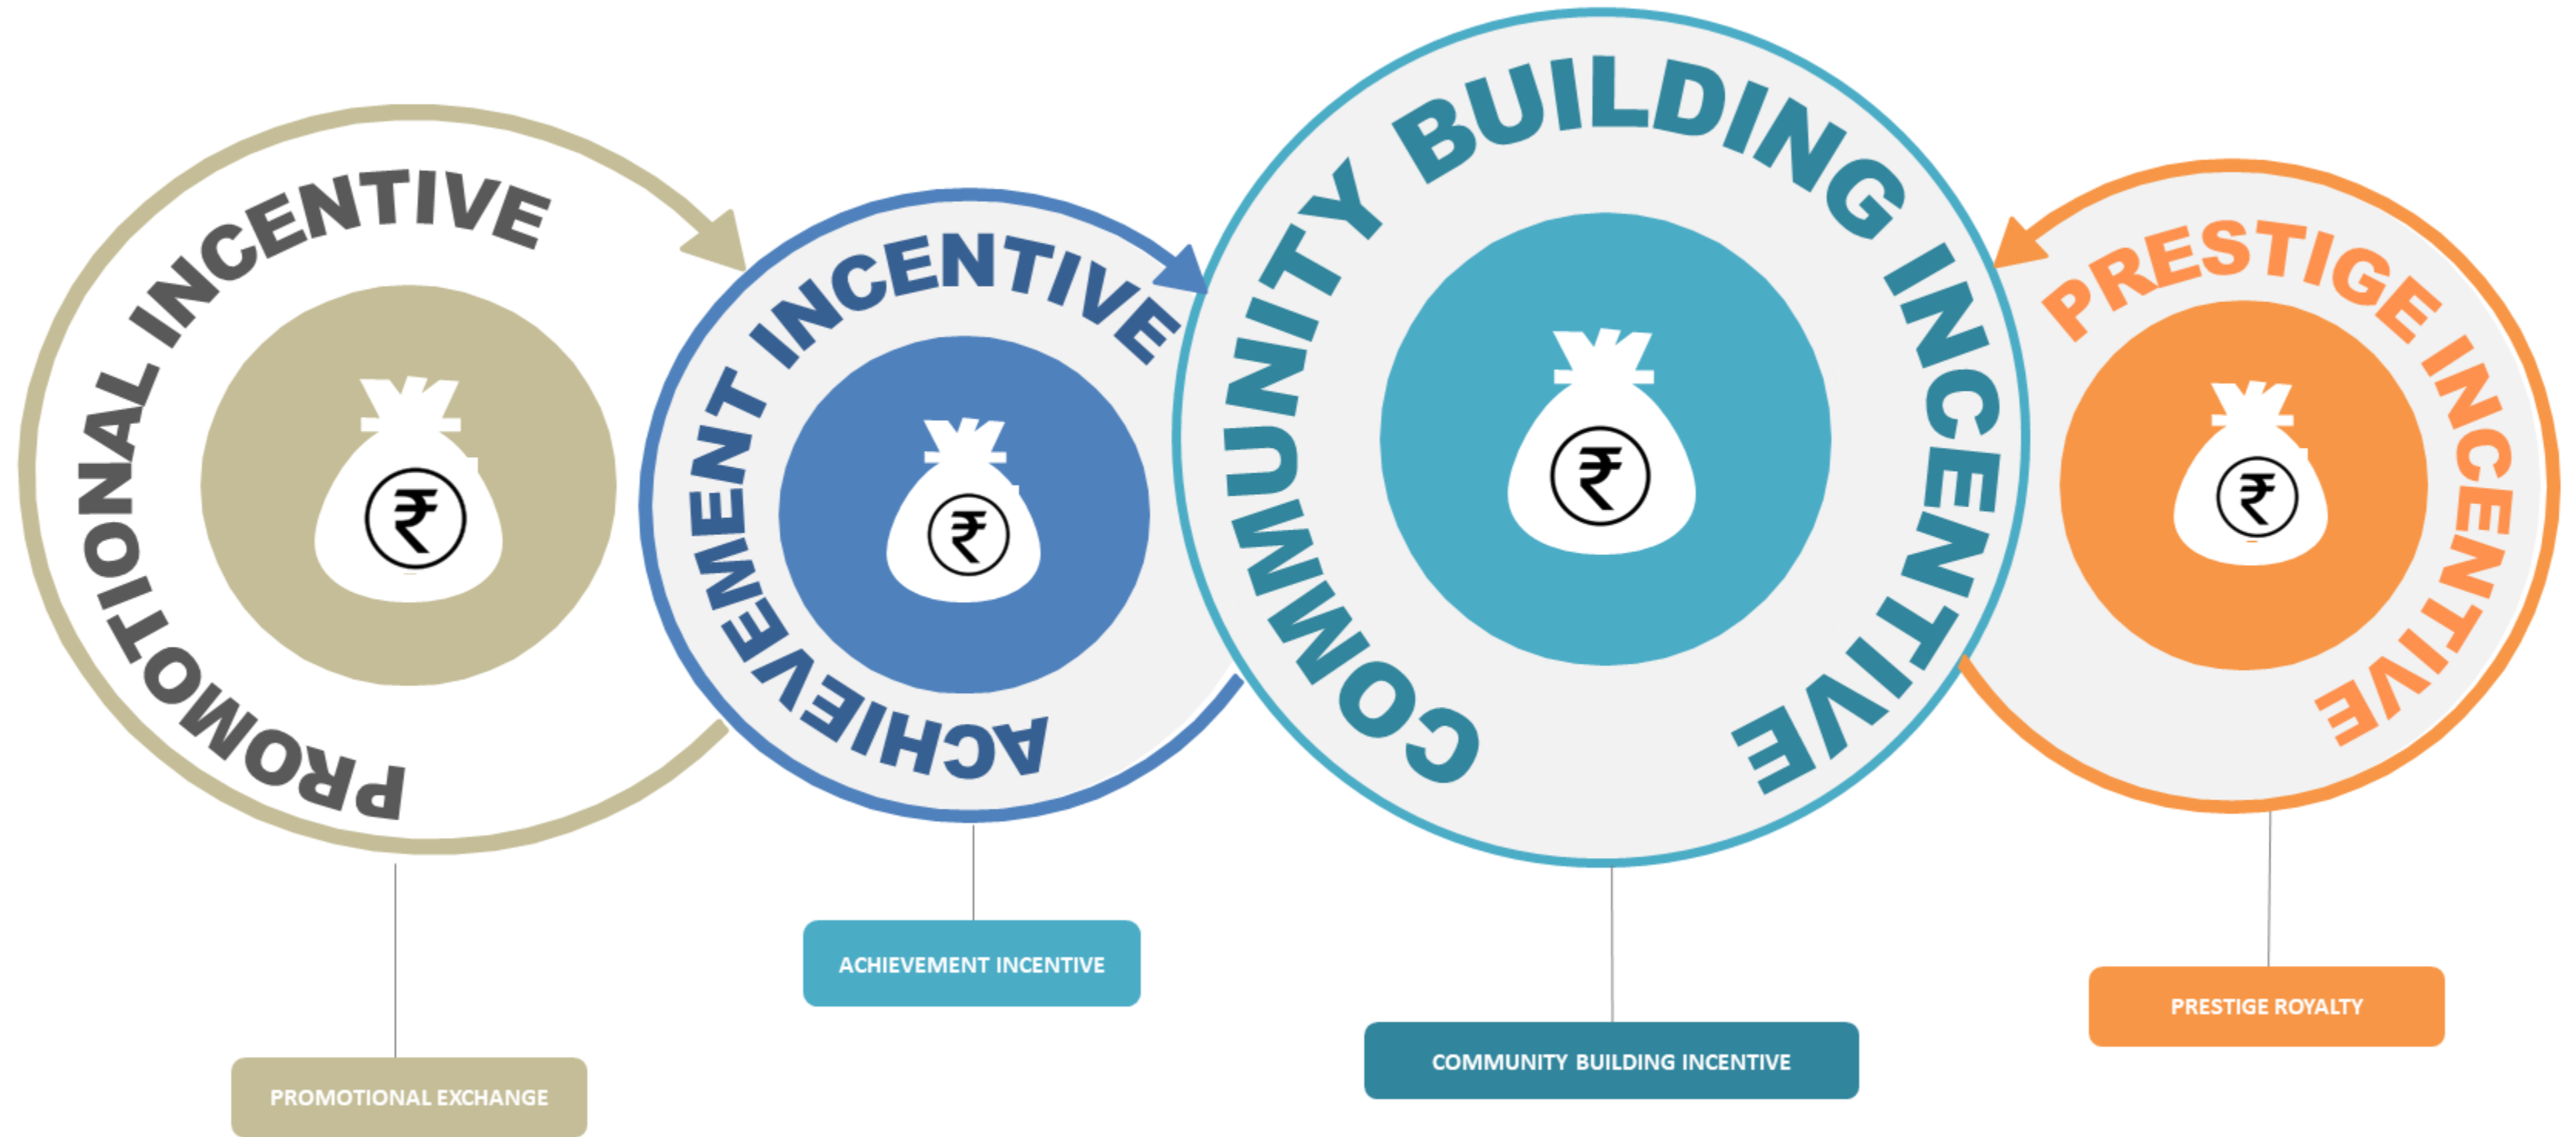 PROMOTIONAL INCENTIVE
₹
ACHIEVEMENT INCENTIVE
₹
COMMUNITY BUILDING INCENTIVE
₹
PRESTIGE INCENTIVE
₹
ACHIEVEMENT INCENTIVE
PRESTIGE ROYALTY
COMMUNITY BUILDING INCENTIVE
PROMOTIONAL EXCHANGE